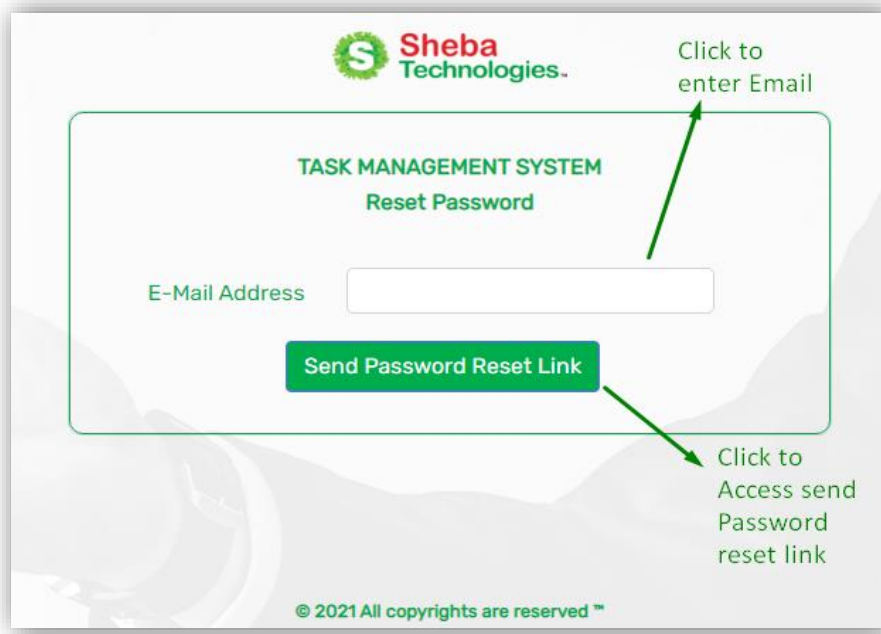 Sheba
Technologies™
Click to
enter Email
TASK MANAGEMENT SYSTEM
Reset Password
E-Mail Address
Send Password Reset Link
Click to
Access send
Password
reset link
© 2021 All copyrights are reserved ™